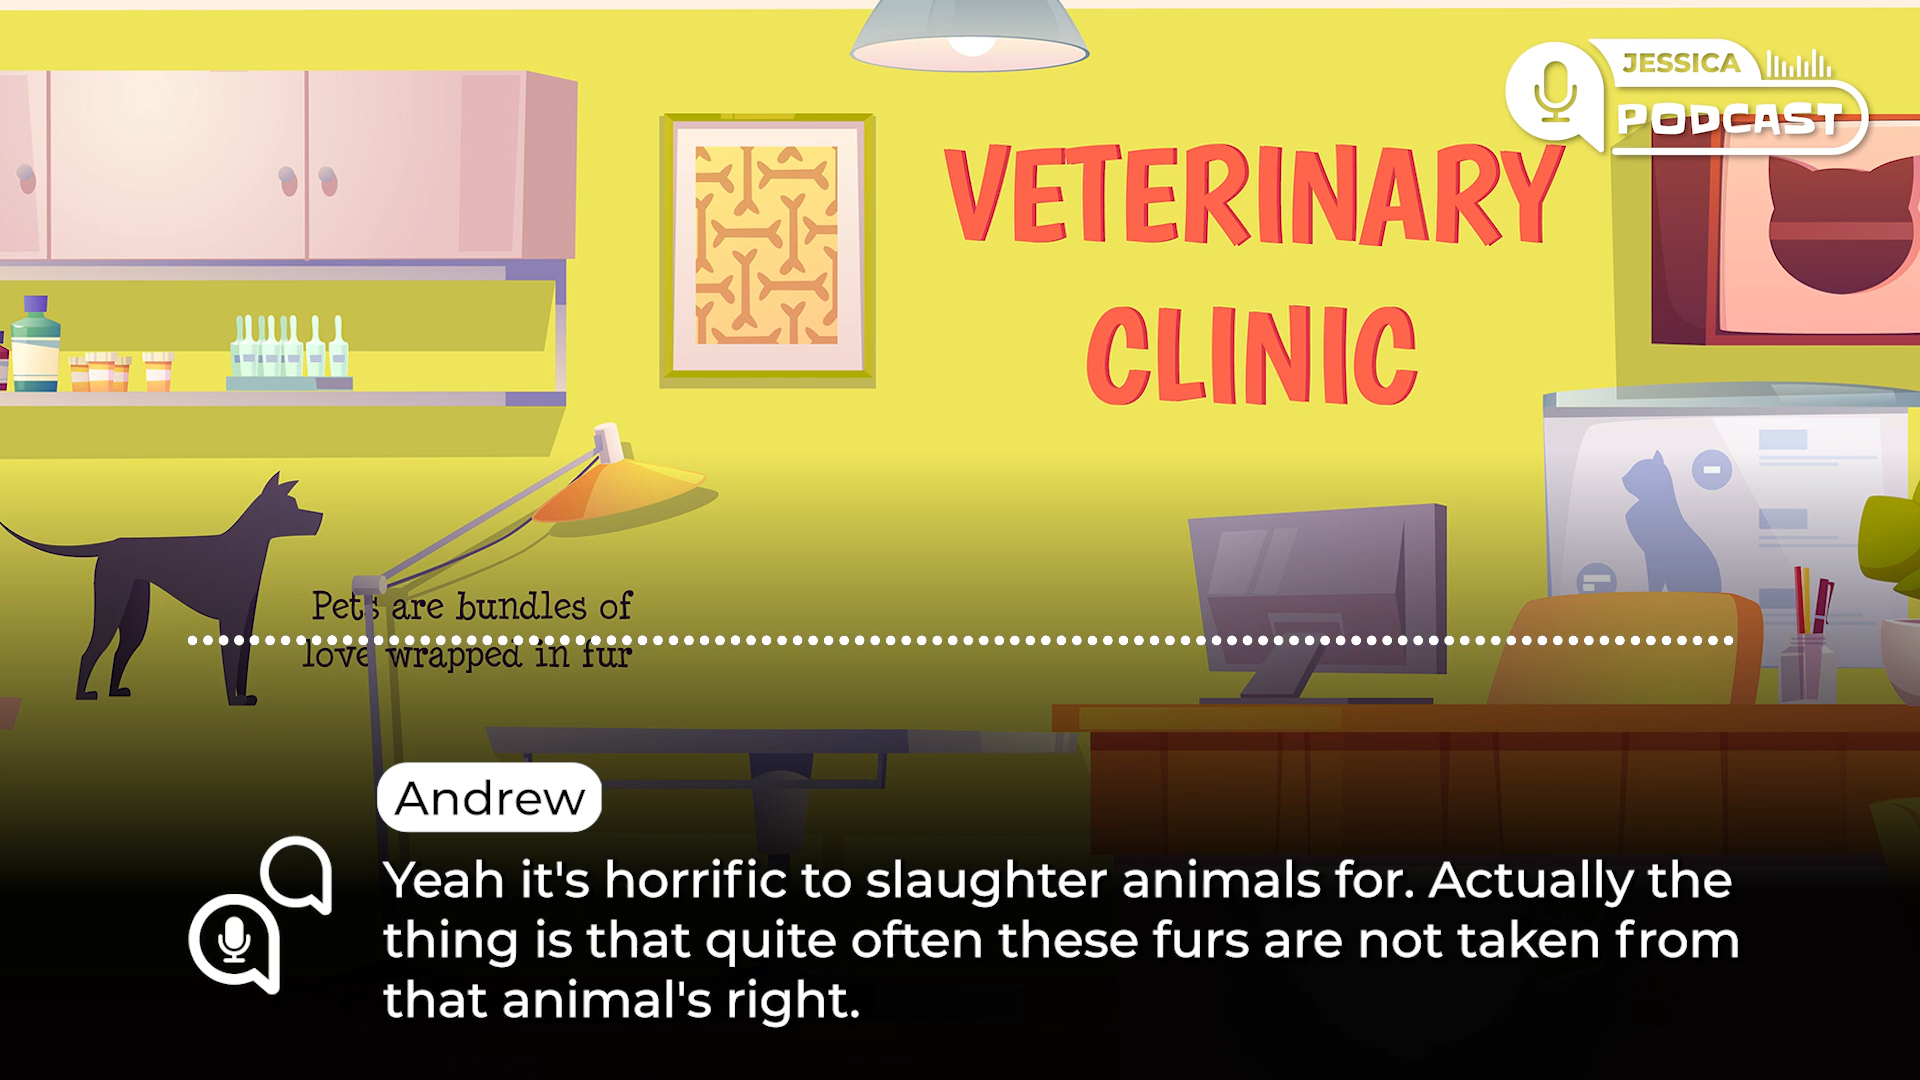 JESSICA
PODCAST
VETERINARY
CLINIC
Pets are bundles of
love wrapped in fur
Andrew
Yeah it's horrific to slaughter animals for. Actually the
thing is that quite often these furs are not taken from
that animal's right.